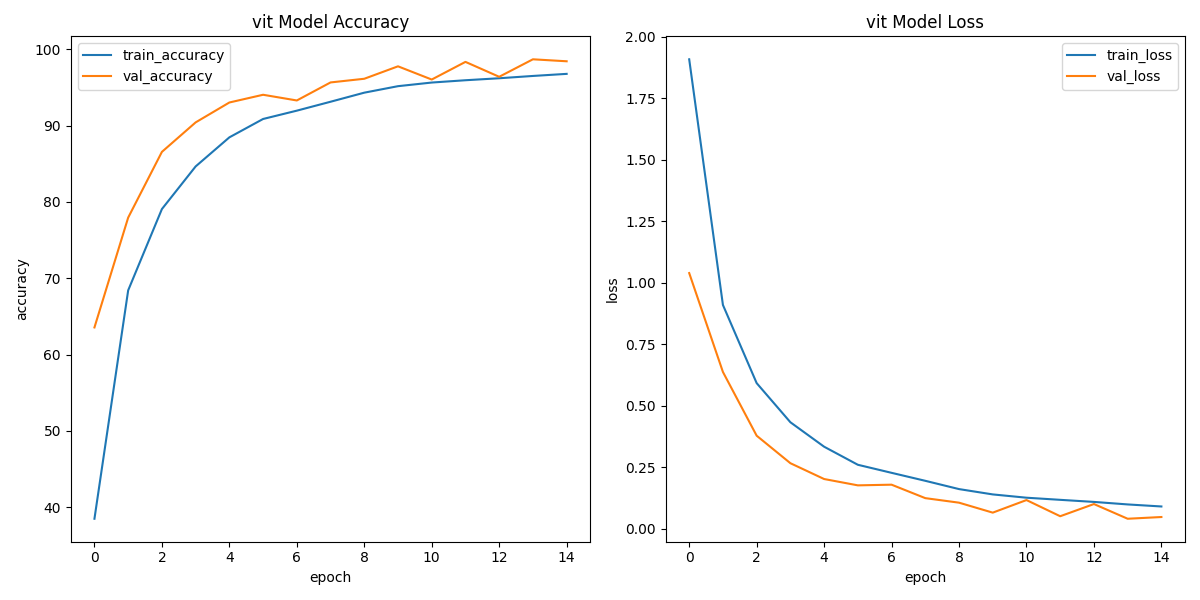 vit Model Accuracy
train_accuracy
val_accuracy
accuracy
100
90
80
70
60
50
40
0 2 4 6 8 10 12 14
epoch
vit Model Loss
train_loss
val_loss
loss
2.00
1.75
1.50
1.25
1.00
0.75
0.50
0.25
0.00
0 2 4 6 8 10 12 14
epoch